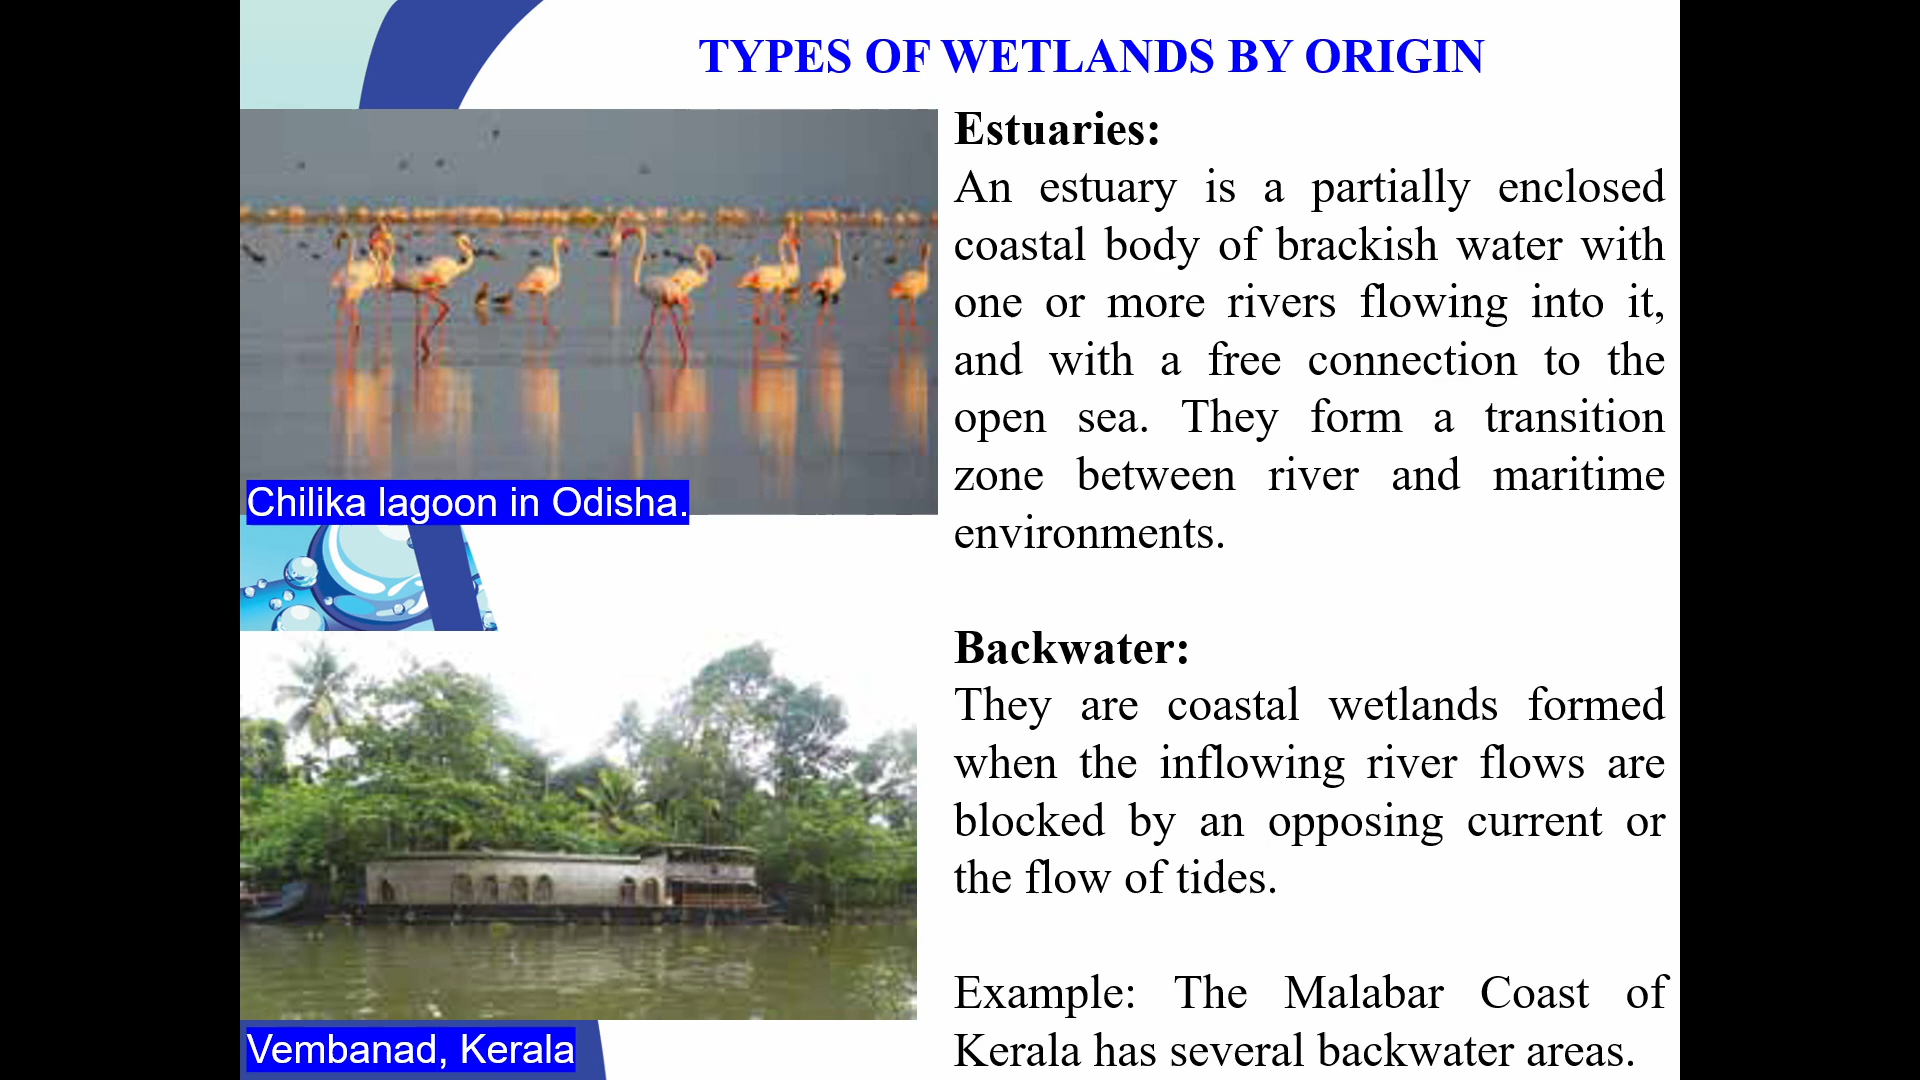 TYPES OF WETLANDS BY ORIGIN
Estuaries:
An estuary is a partially enclosed
coastal body of brackish water with
one or more rivers flowing into it,
and with a free connection to the
open sea. They form a transition
zone between river and maritime
environments.
Chilika lagoon in Odisha.
Backwater:
They are coastal wetlands formed
when the inflowing river flows are
blocked by an opposing current or
the flow of tides.
Example: The Malabar Coast of
Kerala has several backwater areas.
Vembanad, Kerala